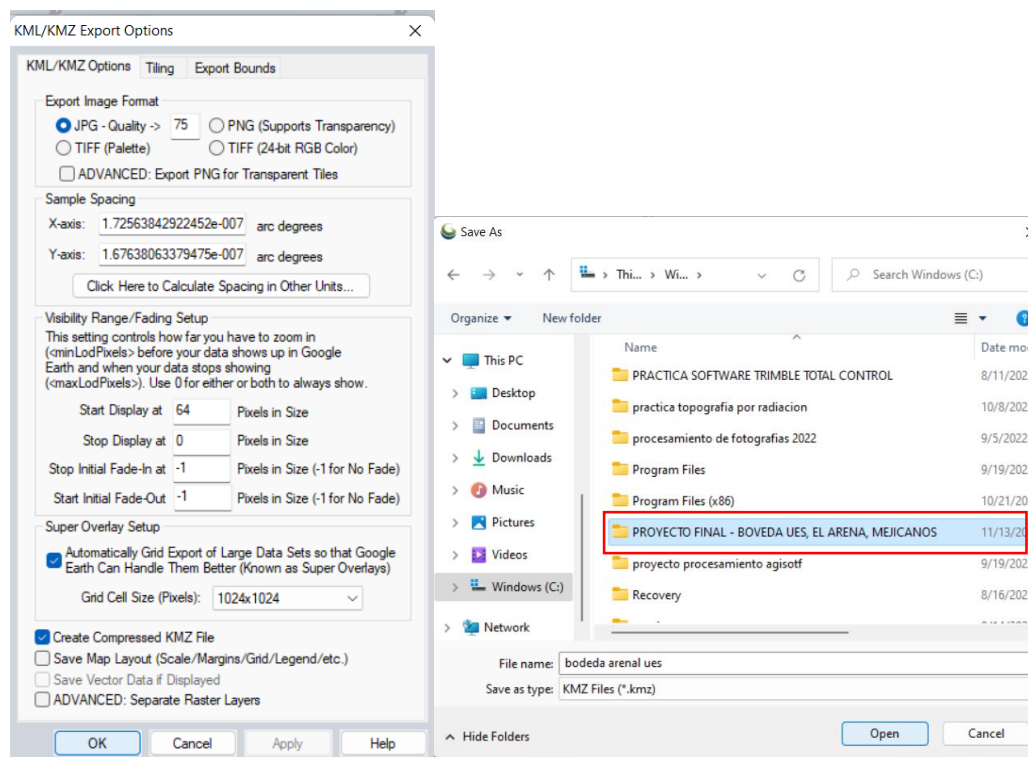 KML/KMZ Export Options
KML/KMZ Options Tiling Export Bounds
Export Image Format
JPG - Quality -> 75 PNG (Supports Transparency)
TIFF (Palette) TIFF (24-bit RGB Color)
ADVANCED: Export PNG for Transparent Tiles
Sample Spacing
X-axis: 1.72563842922452e-007 arc degrees
Y-axis: 1.67638063379475e-007 arc degrees
Click Here to Calculate Spacing in Other Units...
Visibility Range/Fading Setup
This setting controls how far you have to zoom in
(<minLodPixels> before your data shows up in Google
Earth and when your data stops showing
(<maxLodPixels>). Use 0 for either or both to always show.
Start Display at 64 Pixels in Size
Stop Display at 0 Pixels in Size
Stop Initial Fade-In at -1 Pixels in Size (-1 for No Fade)
Start Initial Fade-Out -1 Pixels in Size (-1 for No Fade)
Super Overlay Setup
Automatically Grid Export of Large Data Sets so that Google
Earth Can Handle Them Better (Known as Super Overlays)
Grid Cell Size (Pixels): 1024x1024
Create Compressed KMZ File
Save Map Layout (Scale/Margins/Grid/Legend/etc.)
Save Vector Data if Displayed
ADVANCED: Separate Raster Layers
OK Cancel Apply Help
Save As
Thi... > Wi... > Search Windows (C:)
Organize New folder
Name Date mo
This PC
Desktop
Documents
Downloads
Music
Pictures
Videos
Windows (C:)
Network
PRACTICA SOFTWARE TRIMBLE TOTAL CONTROL 8/11/202
practica topografia por radiacion 10/8/202
procesamiento de fotografias 2022 9/5/2022
Program Files 9/19/202
Program Files (x86) 10/21/20
PROYECTO FINAL - BOVEDA UES, EL ARENA, MEJICANOS 11/13/20
proyecto procesamiento agisotf 9/19/202
Recovery 8/16/202
File name: bodeda arenal ues
Save as type: KMZ Files (*.kmz)
Hide Folders Open Cancel